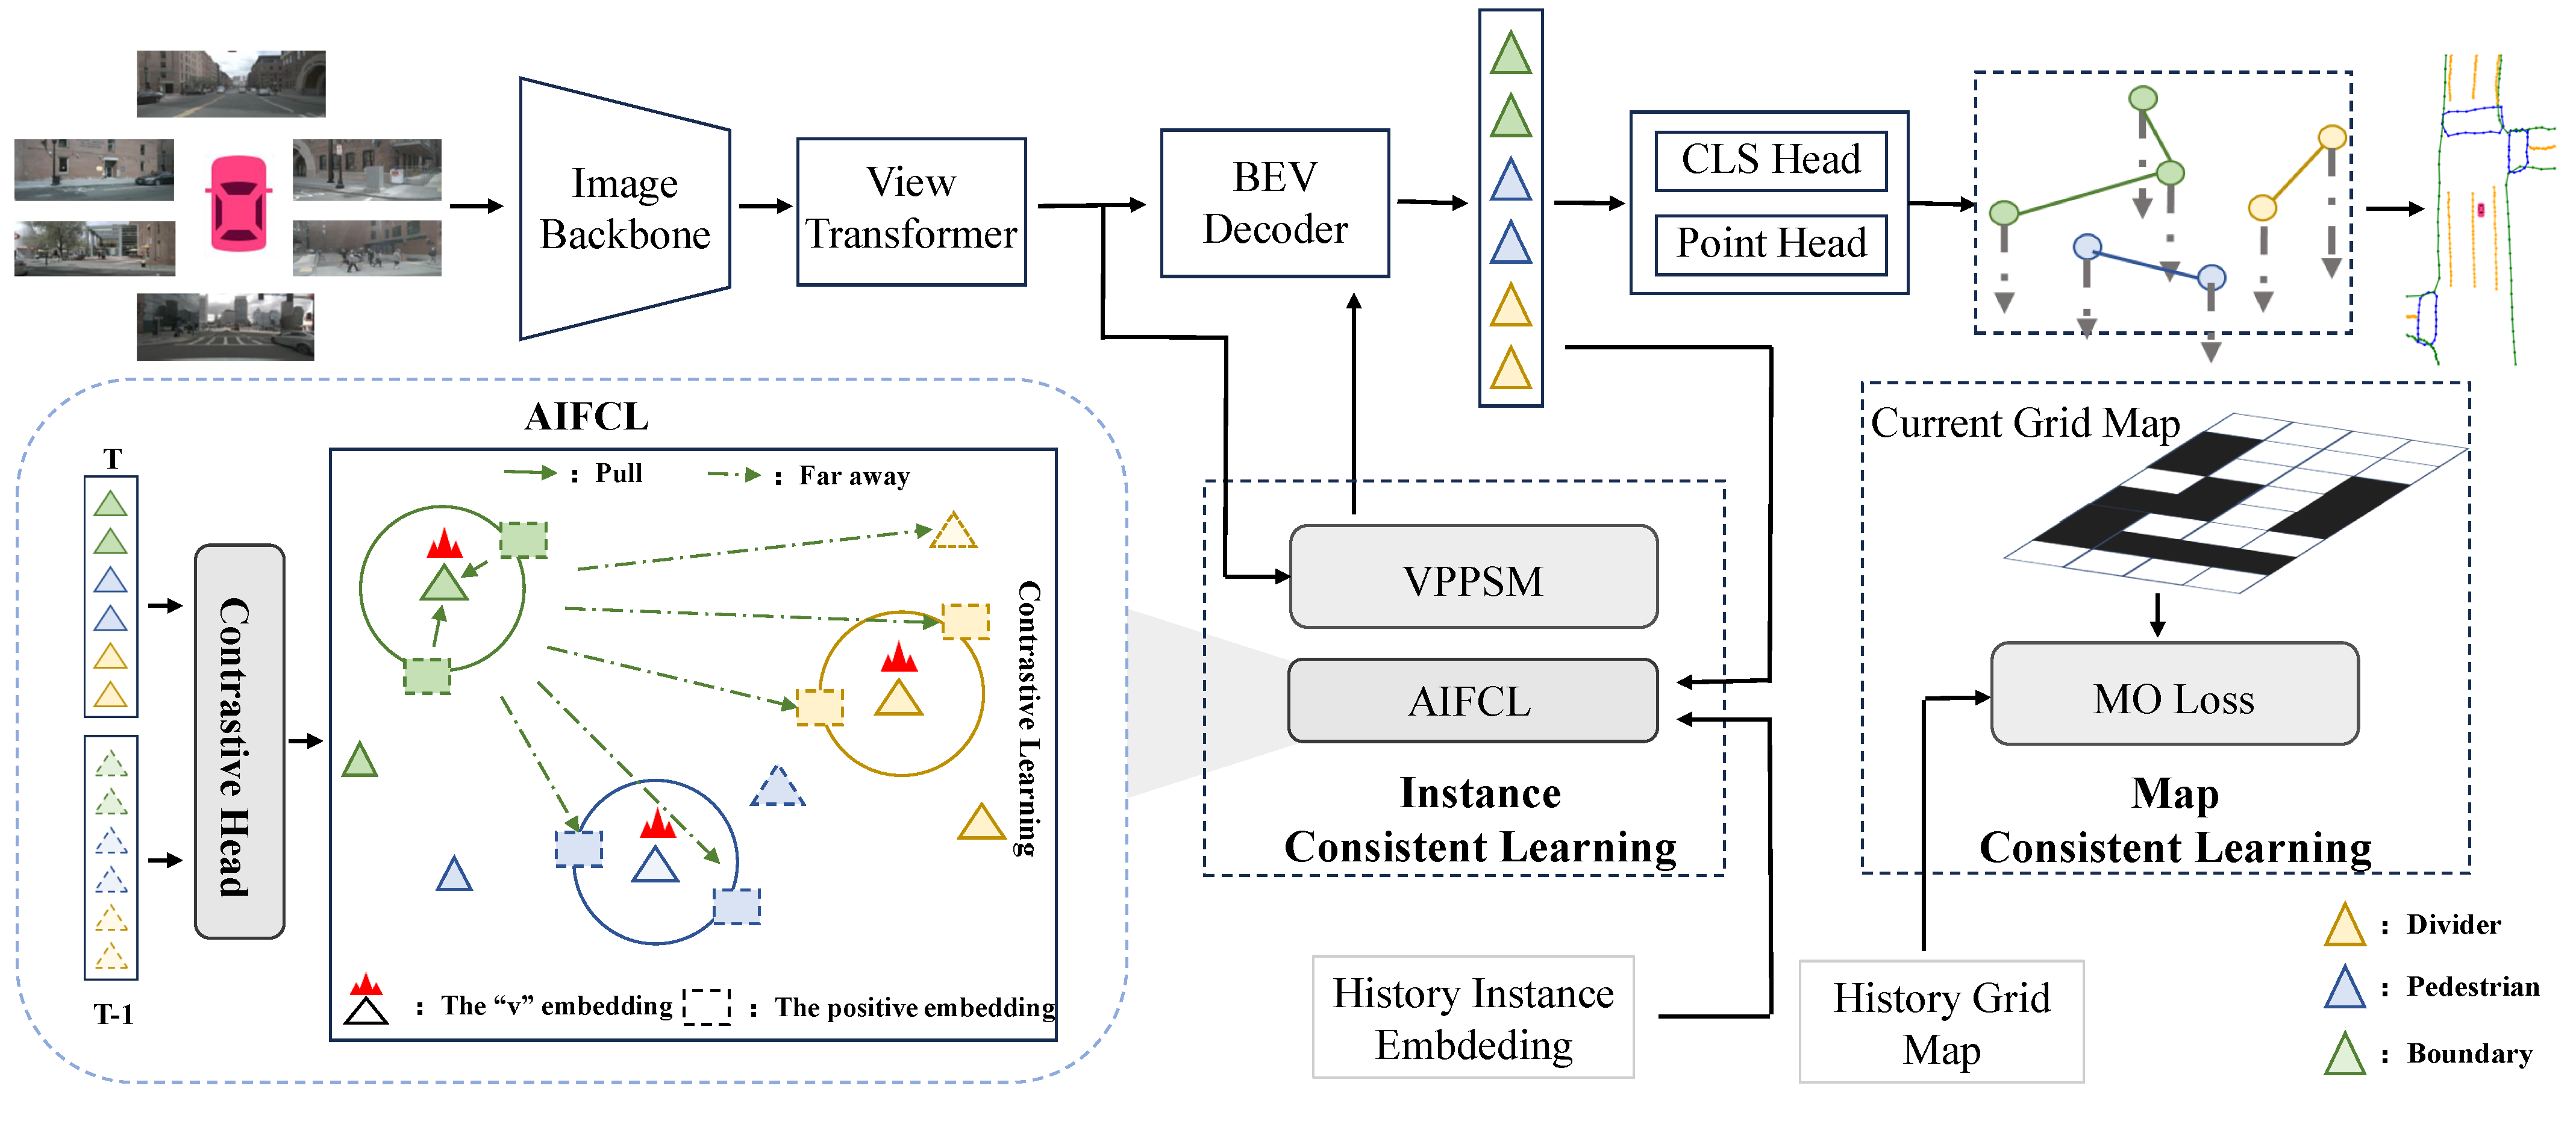 Image
Backbone
View
Transformer
BEV
Decoder
CLS Head
Point Head
AIFCL
T
T-1
Contrastive Head
: Pull
: Far away
Contrastive Learning
: The “v” embedding
: The positive embedding
VPPSM
AIFCL
Instance
Consistent Learning
History Instance
Embdeding
Current Grid Map
MO Loss
Map
Consistent Learning
History Grid
Map
: Divider
: Pedestrian
: Boundary